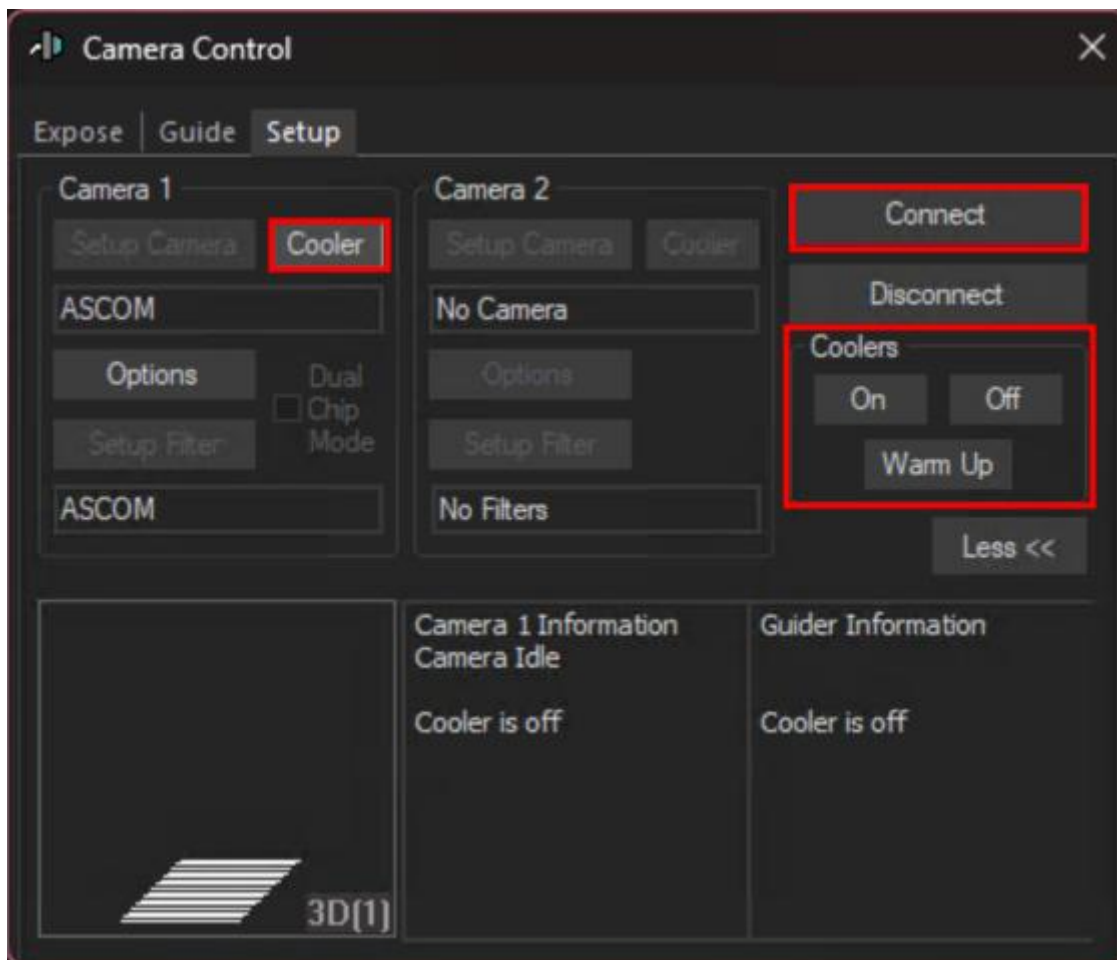 Camera Control
Expose Guide Setup
Camera 1
Setup Camera Cooler
ASCOM
Options
Dual
Chip
Mode
Setup Filter
ASCOM
Camera 2
Setup Camera Cooler
No Camera
Options
Setup Filter
No Filters
Connect
Disconnect
Coolers
On Off
Warm Up
Less <<
3D(1)
Camera 1 Information
Camera Idle
Cooler is off
Guider Information
Cooler is off